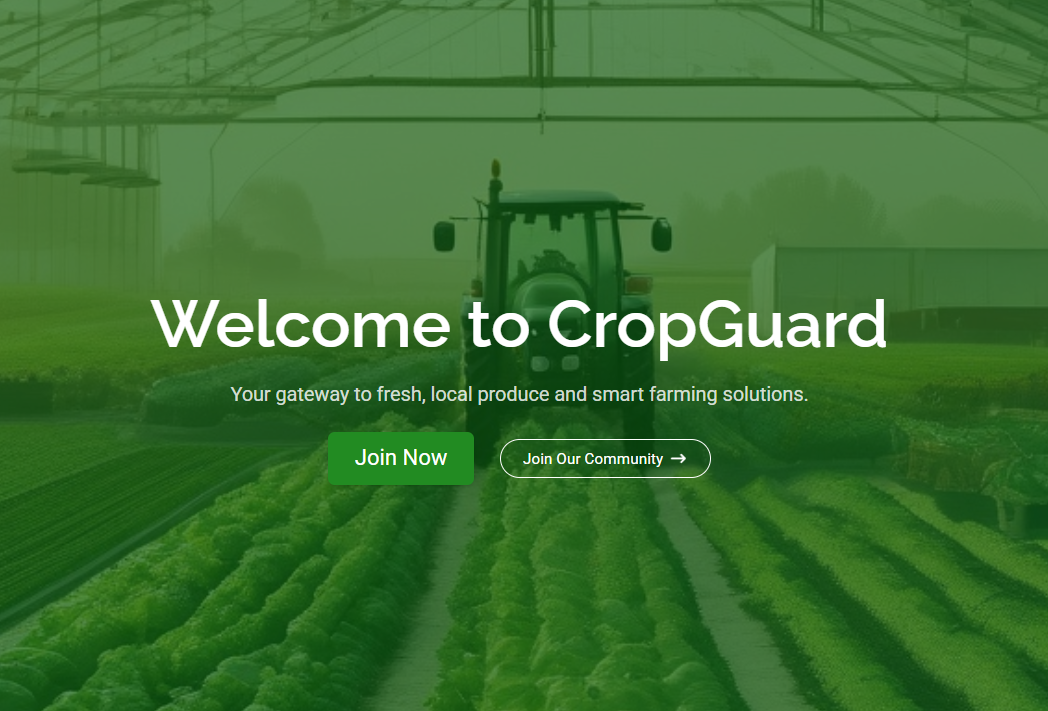 Welcome to CropGuard
Your gateway to fresh, local produce and smart farming solutions.
Join Now
Join Our Community →